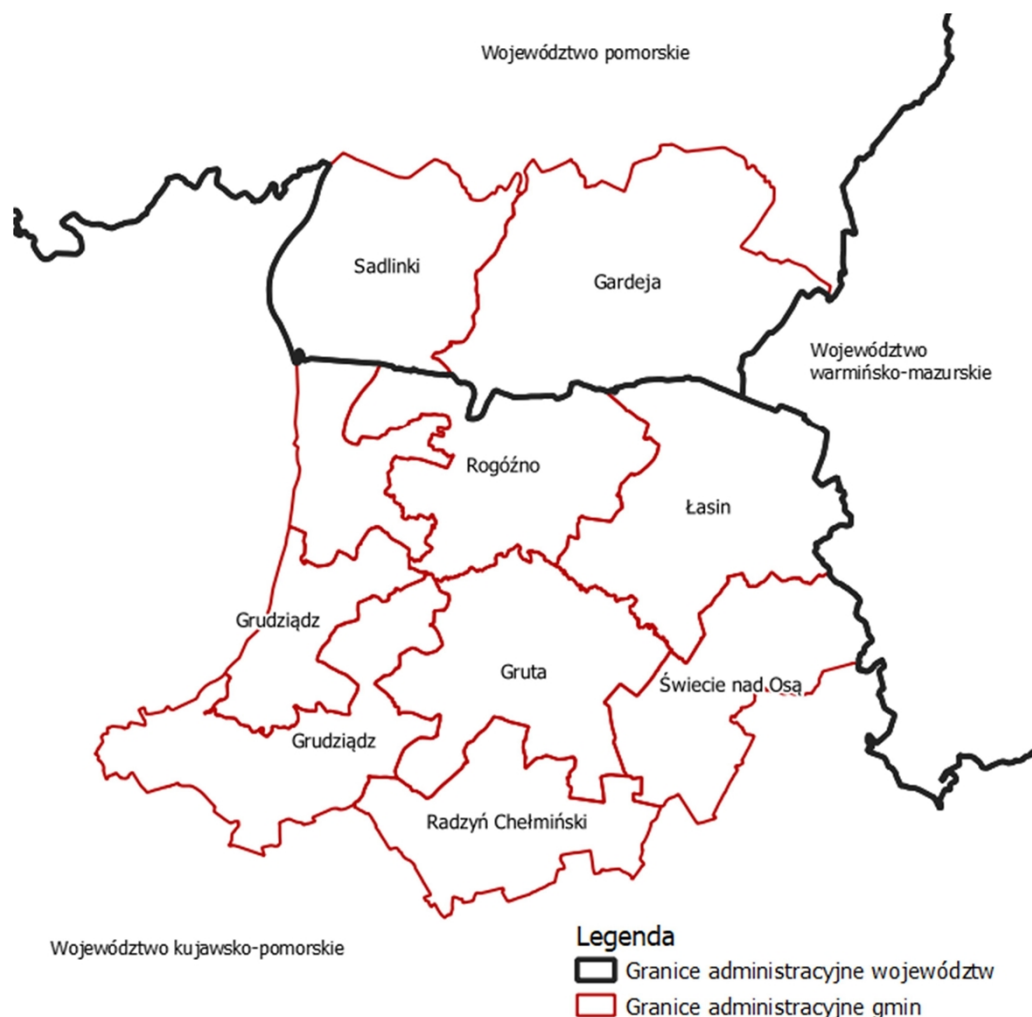 Województwo pomorskie
Sadlinki
Gardeja
Województwo
warmińsko-mazurskie
Rogóźno
Łasin
Grudziądz
Gruta
Świecie nad Osą
Grudziądz
Radzyń Chełmiński
Województwo kujawsko-pomorskie
Legenda
Granice administracyjne województw
Granice administracyjne gmin